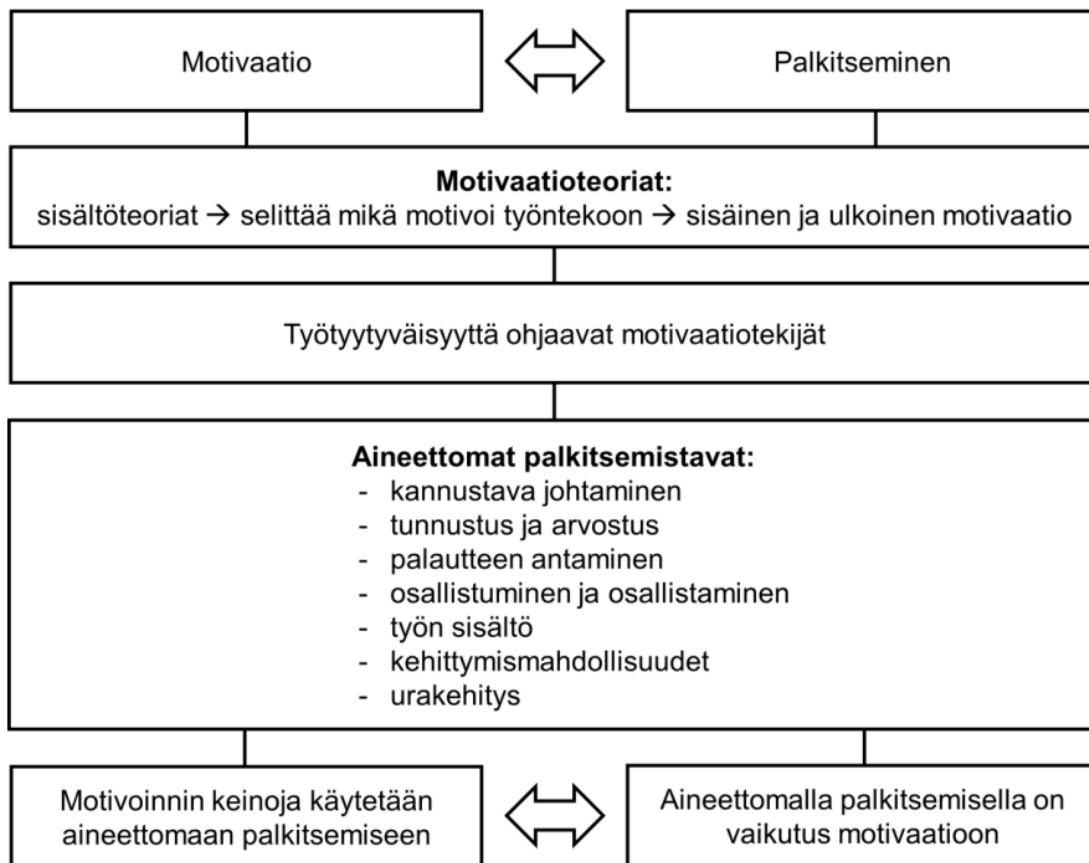 Motivaatio
Palkitseminen
Motivaatioteoriat:
sisältöteoriat → selittää mikä motivoi työntekoon → sisäinen ja ulkoinen motivaatio
Työtyytyväisyyttä ohjaavat motivaatiotekijät
Aineettomat palkitsemistavat:
- kannustava johtaminen
- tunnustus ja arvostus
- palautteen antaminen
- osallistuminen ja osallistaminen
- työn sisältö
- kehittymismahdollisuudet
- urakehitys
Motivoinnin keinoja käytetään
aineettomaan palkitsemiseen
Aineettomalla palkitsemisella on
vaikutus motivaatioon